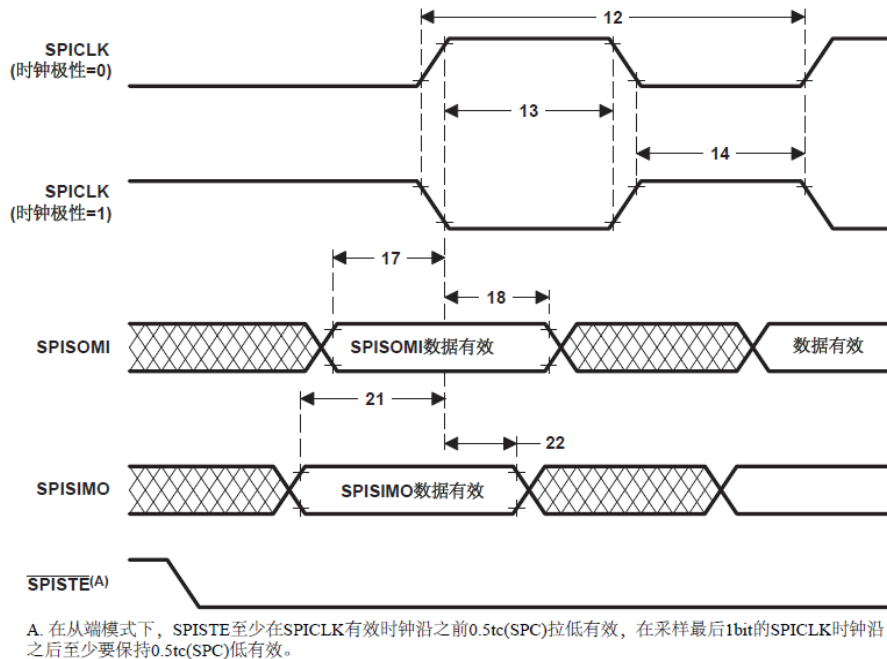 12
SPICLK
(时钟极性=0)
13
14
SPICLK
(时钟极性=1)
17
18
SPISOMI
SPISOMI数据有效
数据有效
21
22
SPISIMO
SPISIMO数据有效
SPISTE(A)
A. 在从端模式下，SPISTE至少在SPICLK有效时钟沿之前0.5tc(SPC)拉低有效，在采样最后1bit的SPICLK时钟沿
之后至少要保持0.5tc(SPC)低有效。